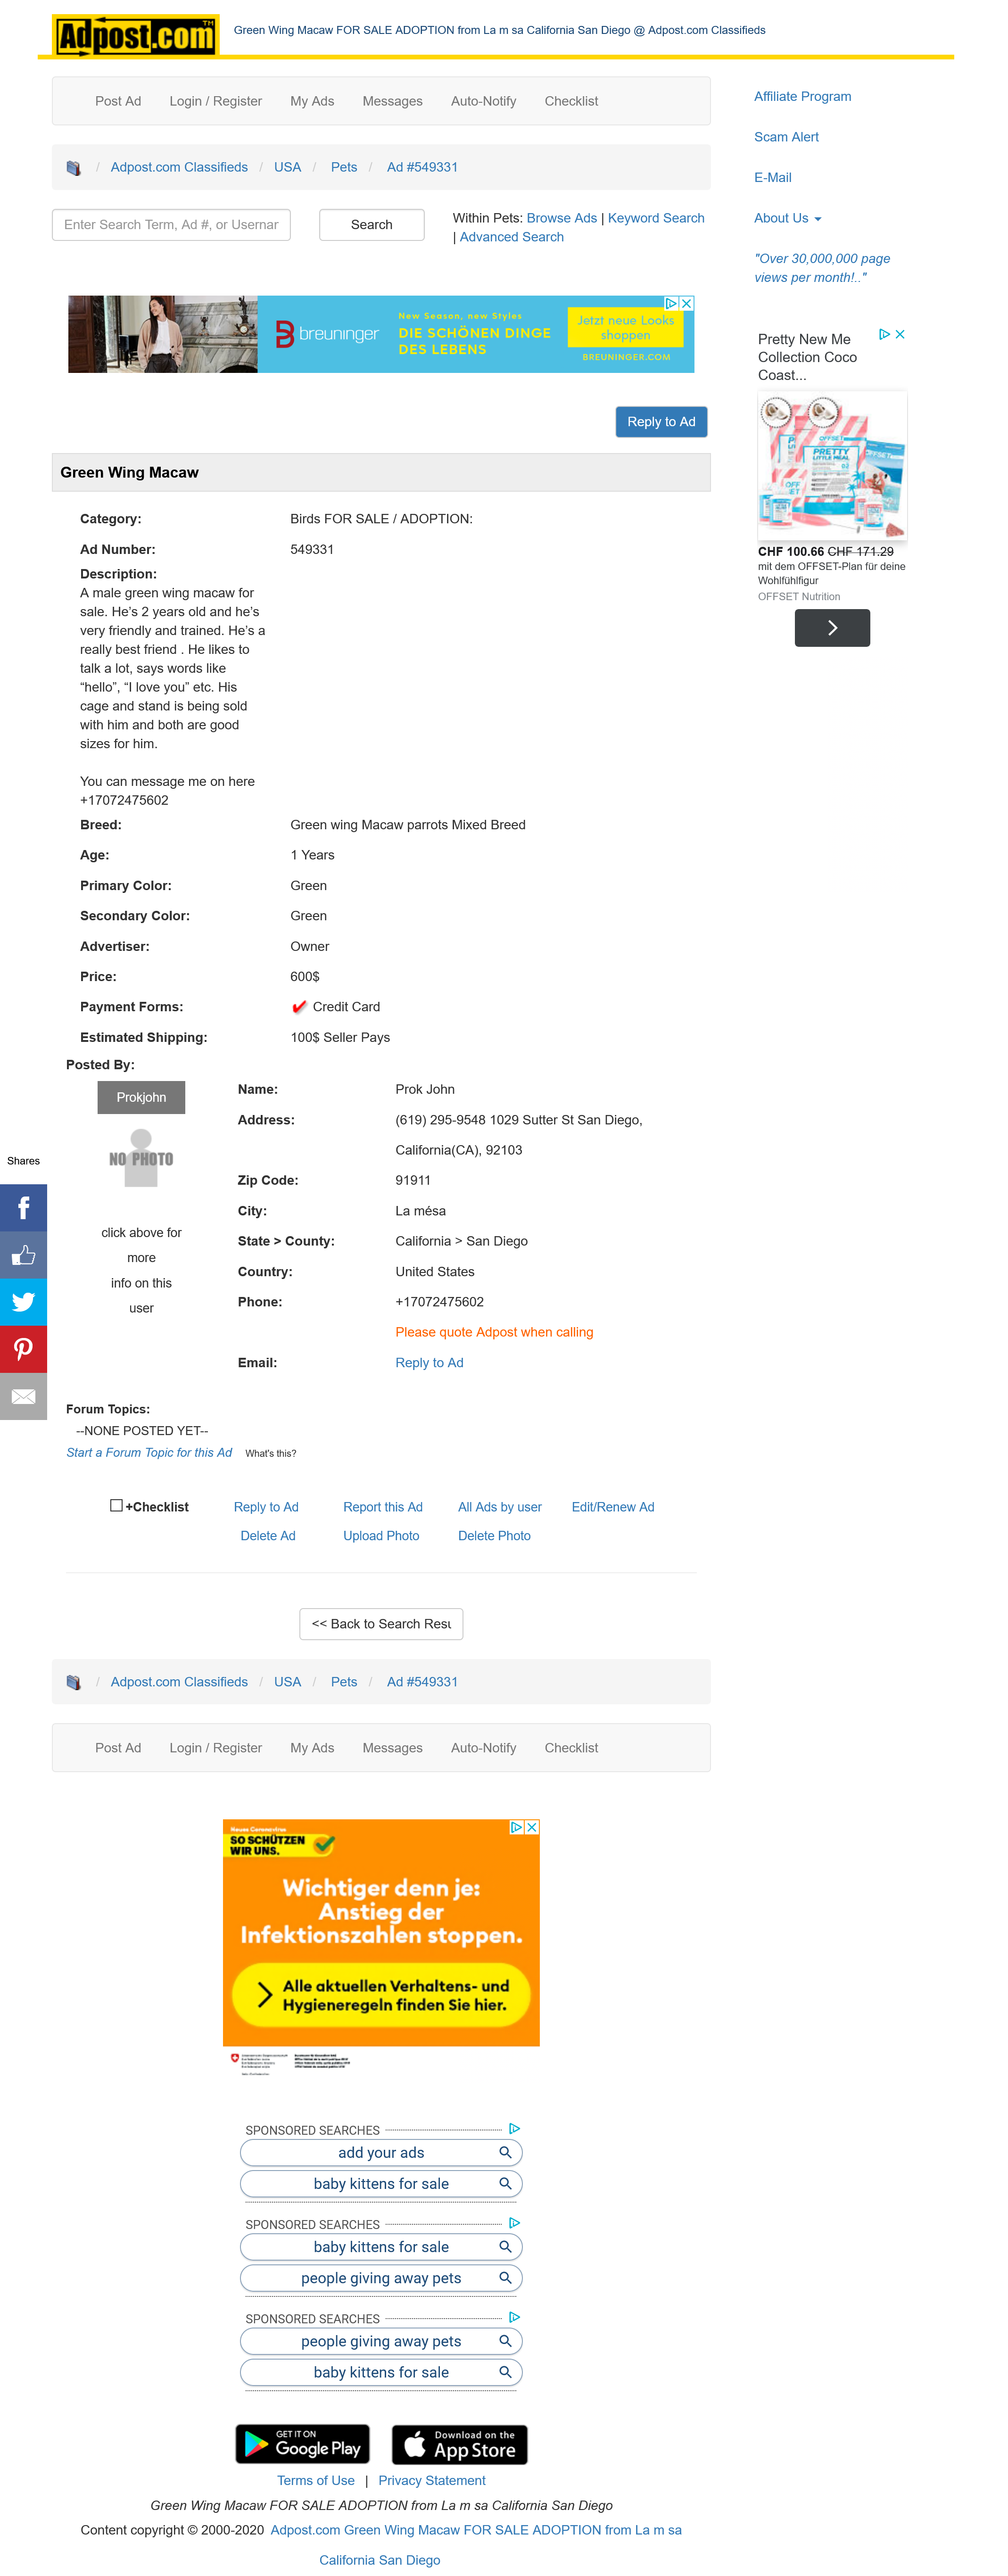 Adpost.com™
Green Wing Macaw FOR SALE ADOPTION from La m sa California San Diego @ Adpost.com Classifieds
Post Ad Login / Register My Ads Messages Auto-Notify Checklist
/ Adpost.com Classifieds / USA / Pets / Ad #549331
Enter Search Term, Ad #, or Usernar
Search
Within Pets: Browse Ads | Keyword Search
| Advanced Search
Affiliate Program
Scam Alert
E-Mail
About Us
"Over 30,000,000 page
views per month!.."
breuninger
New Season, new Styles
DIE SCHÖNEN DINGE
DES LEBENS
Jetzt neue Looks
shoppen
BREUNINGER.COM
Pretty New Me
Collection Coco
Coast...
PRETTY
LITTLE MEAL
CHF 100.66 CHF 171.29
mit dem OFFSET-Plan für deine
Wohlfühlfigur
OFFSET Nutrition
Reply to Ad
Green Wing Macaw
Category: Birds FOR SALE / ADOPTION:
Ad Number: 549331
Description:
A male green wing macaw for
sale. He’s 2 years old and he’s
very friendly and trained. He’s a
really best friend . He likes to
talk a lot, says words like
“hello”, “I love you” etc. His
cage and stand is being sold
with him and both are good
sizes for him.
You can message me on here
+17072475602
Breed: Green wing Macaw parrots Mixed Breed
Age: 1 Years
Primary Color: Green
Secondary Color: Green
Advertiser: Owner
Price: 600$
Payment Forms: Credit Card
Estimated Shipping: 100$ Seller Pays
Posted By:
Prokjohn
NO PHOTO
click above for
more
info on this
user
Name: Prok John
Address: (619) 295-9548 1029 Sutter St San Diego,
California(CA), 92103
Zip Code: 91911
City: La mésa
State > County: California > San Diego
Country: United States
Phone: +17072475602
Please quote Adpost when calling
Email: Reply to Ad
Shares
Forum Topics:
--NONE POSTED YET--
Start a Forum Topic for this Ad What's this?
+Checklist Reply to Ad Report this Ad All Ads by user Edit/Renew Ad
Delete Ad Upload Photo Delete Photo
<< Back to Search Resu
/ Adpost.com Classifieds / USA / Pets / Ad #549331
Post Ad Login / Register My Ads Messages Auto-Notify Checklist
Neues Coronavirus
SO SCHÜTZEN
WIR UNS.
Wichtiger denn je:
Anstieg der
Infektionszahlen stoppen.
Alle aktuellen Verhaltens- und
Hygieneregeln finden Sie hier.
SPONSORED SEARCHES
add your ads
baby kittens for sale
SPONSORED SEARCHES
baby kittens for sale
people giving away pets
SPONSORED SEARCHES
people giving away pets
baby kittens for sale
GET IT ON
Google Play
Download on the
App Store
Terms of Use | Privacy Statement
Green Wing Macaw FOR SALE ADOPTION from La m sa California San Diego
Content copyright © 2000-2020 Adpost.com Green Wing Macaw FOR SALE ADOPTION from La m sa
California San Diego